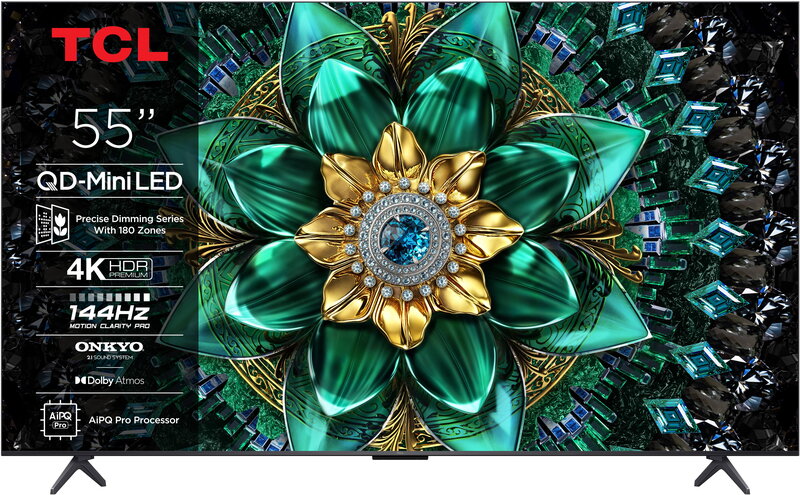 TCL
55”
QD-Mini LED
Precise Dimming Series
With 180 Zones
4K HDR
PREMIUM
144Hz
MOTION CLARITY PRO
ONKYO
2.1 SOUND SYSTEM
Dolby Atmos
AiPQ
Pro
AiPQ Pro Processor